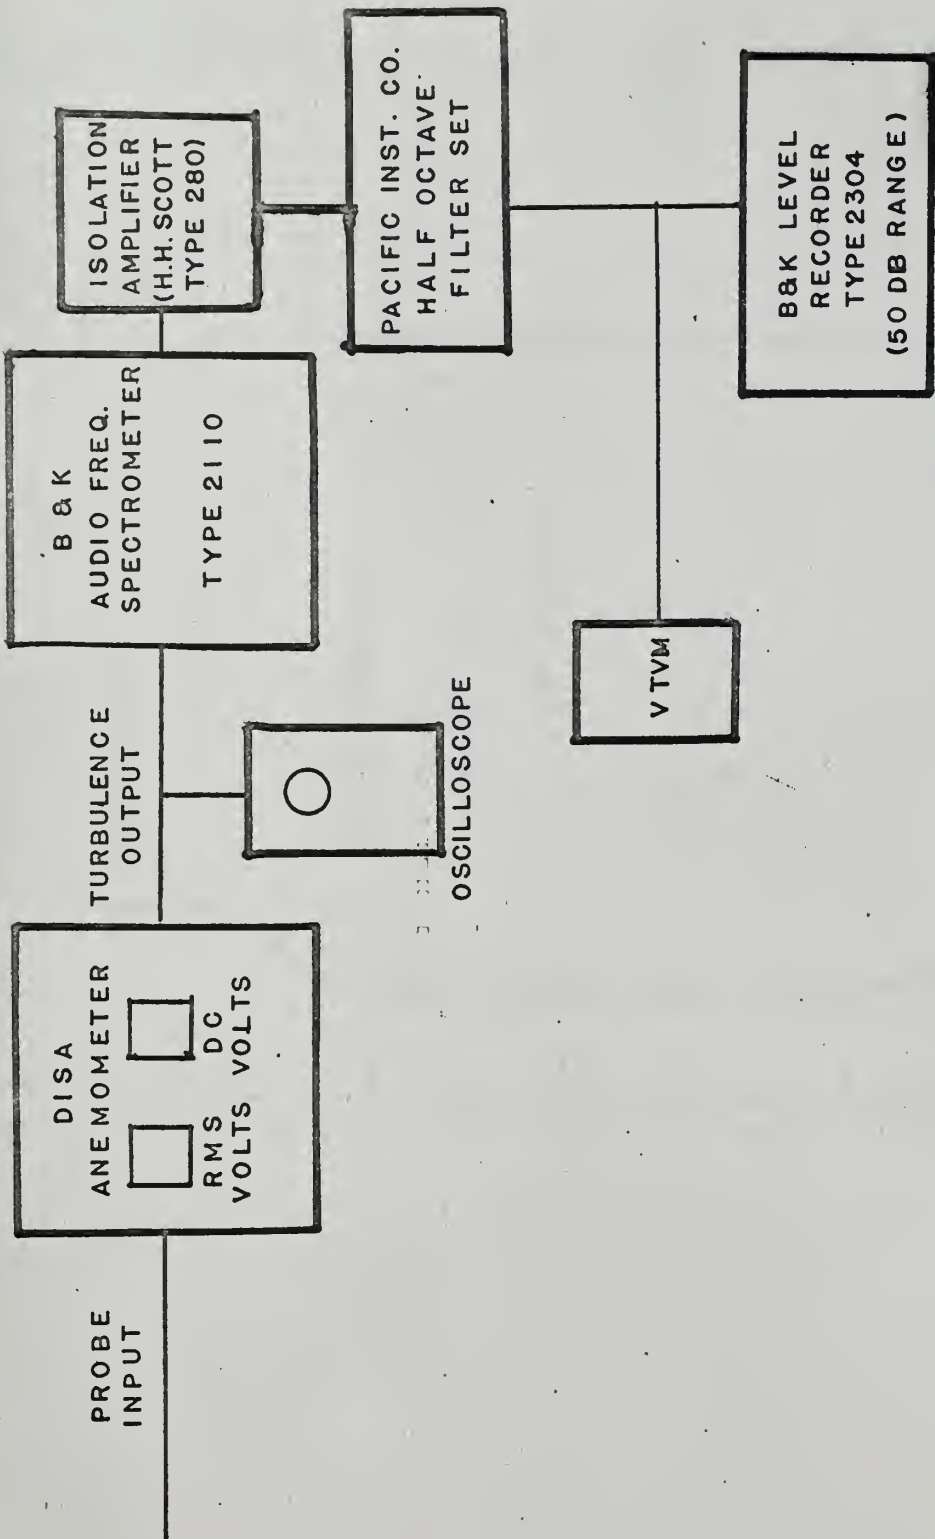 PROBE
INPUT
DISA
ANEMOMETER
RMS
VOLTS
DC
VOLTS
TURBULENCE
OUTPUT
OSCILLOSCOPE
B & K
AUDIO FREQ.
SPECTROMETER
TYPE 2110
ISOLATION
AMPLIFIER
(H.H. SCOTT
TYPE 280)
PACIFIC INST. CO.
HALF OCTAVE
FILTER SET
VTVM
B&K LEVEL
RECORDER
TYPE 2304
(50 DB RANGE)